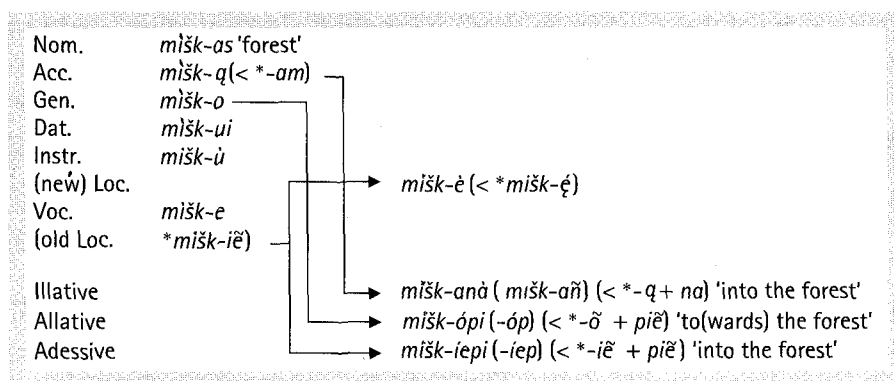 Nom. mìšk-as 'forest'
Acc. mìšk-ą (< *-am)
Gen. mìšk-o
Dat. mìšk-ui
Instr. mišk-ù
(new) Loc. mišk-è (< *mišk-ę́)
Voc. mìšk-e
(old Loc. *mišk-iẽ)
Illative mišk-anà ( mišk-añ) (< *-ą + na) 'into the forest'
Allative mišk-ópi (-óp) (< *-õ + piẽ) 'to(wards) the forest'
Adessive mišk-íepi (-íep) (< *-iẽ + piẽ) 'into the forest'